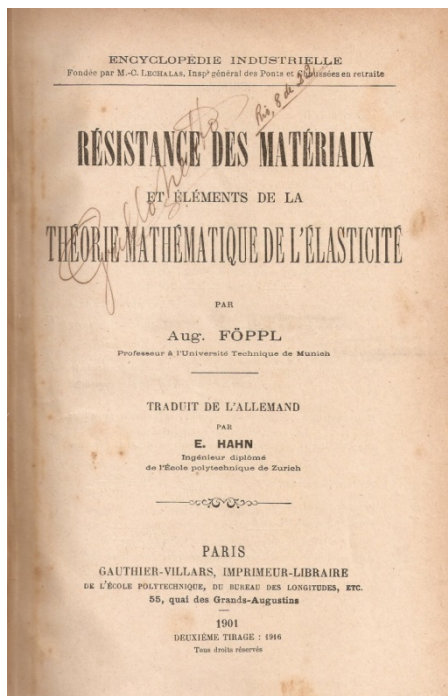 ENCYCLOPÉDIE INDUSTRIELLE
Fondée par M.-C. LECHALAS, Inspr général des Ponts et Chaussées en retraite
RÉSISTANCE DES MATÉRIAUX
ET ÉLÉMENTS DE LA
THÉORIE MATHÉMATIQUE DE L'ÉLASTICITÉ
PAR
Aug. FÖPPL
Professeur à l'Université Technique de Munich
TRADUIT DE L'ALLEMAND
PAR
E. HAHN
Ingénieur diplômé
de l'École polytechnique de Zurich
PARIS
GAUTHIER-VILLARS, IMPRIMEUR-LIBRAIRE
DE L'ÉCOLE POLYTECHNIQUE, DU BUREAU DES LONGITUDES, ETC.
55, quai des Grands-Augustins
1901
DEUXIÈME TIRAGE : 1916
Tous droits réservés